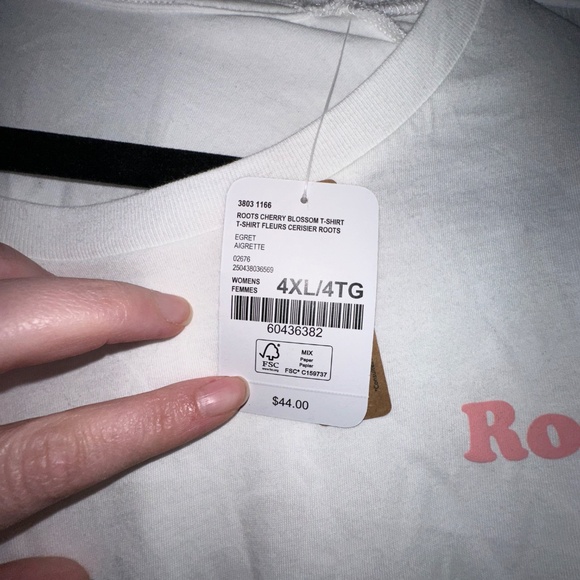 3803 1166
ROOTS CHERRY BLOSSOM T-SHIRT
T-SHIRT FLEURS CERISIER ROOTS
EGRET
AIGRETTE
02676
250438036569
WOMENS
FEMMES
4XL/4TG
60436382
FSC
MIX
Paper
Papier
FSC® C159737
$44.00
Ro